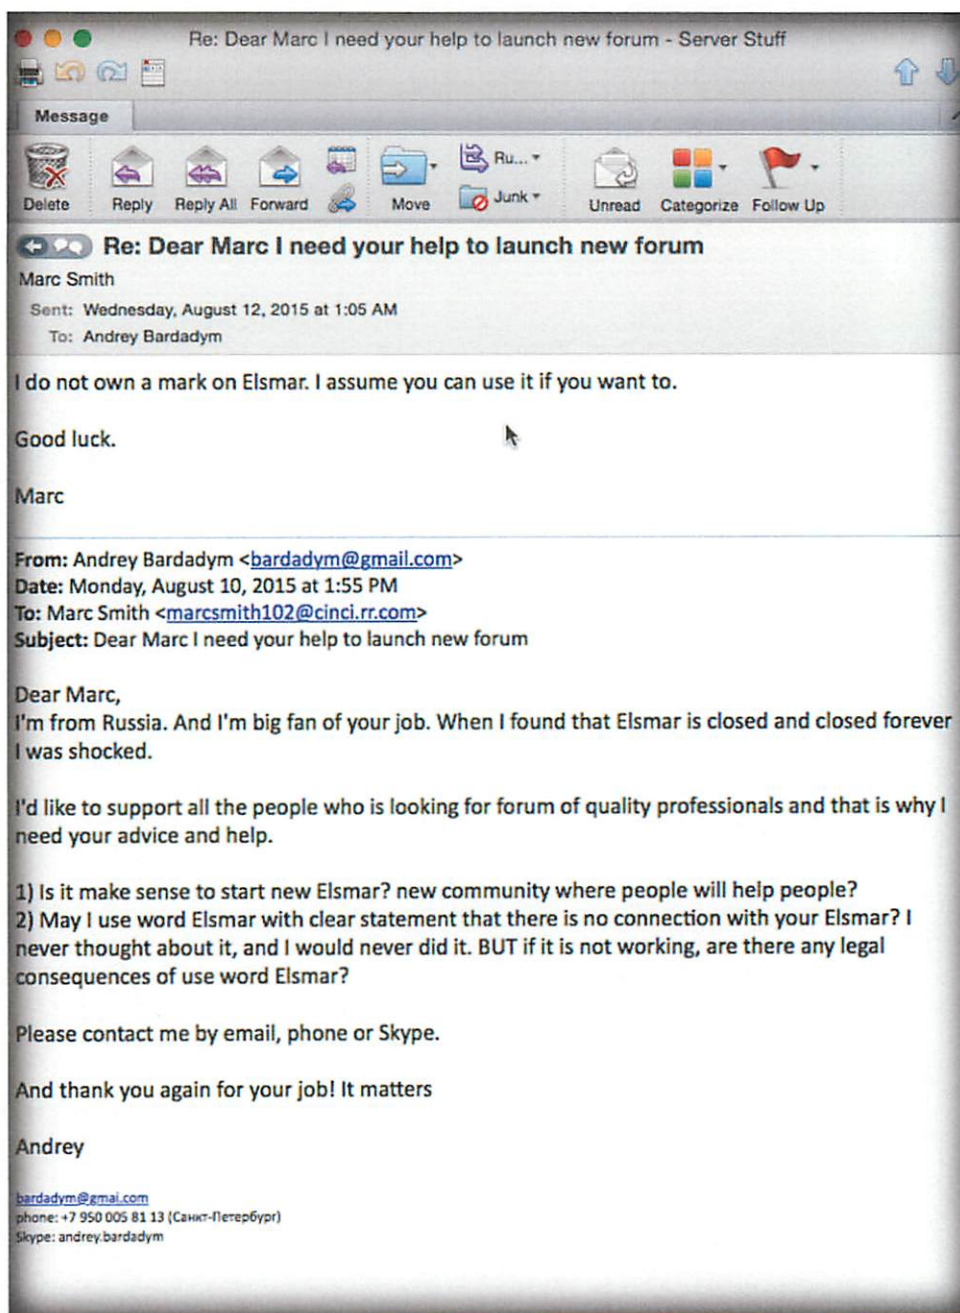 Re: Dear Marc I need your help to launch new forum - Server Stuff
Message
Delete Reply Reply All Forward Move Ru... Junk Unread Categorize Follow Up
Re: Dear Marc I need your help to launch new forum
Marc Smith
Sent: Wednesday, August 12, 2015 at 1:05 AM
To: Andrey Bardadym
I do not own a mark on Elsmar. I assume you can use it if you want to.
Good luck.
Marc
From: Andrey Bardadym <bardadym@gmail.com>
Date: Monday, August 10, 2015 at 1:55 PM
To: Marc Smith <marcsmith102@cinci.rr.com>
Subject: Dear Marc I need your help to launch new forum
Dear Marc,
I'm from Russia. And I'm big fan of your job. When I found that Elsmar is closed and closed forever
I was shocked.
I'd like to support all the people who is looking for forum of quality professionals and that is why I
need your advice and help.
1) Is it make sense to start new Elsmar? new community where people will help people?
2) May I use word Elsmar with clear statement that there is no connection with your Elsmar? I
never thought about it, and I would never did it. BUT if it is not working, are there any legal
consequences of use word Elsmar?
Please contact me by email, phone or Skype.
And thank you again for your job! It matters
Andrey
bardadym@gmai.com
phone: +7 950 005 81 13 (Санкт-Петербург)
Skype: andrey.bardadym